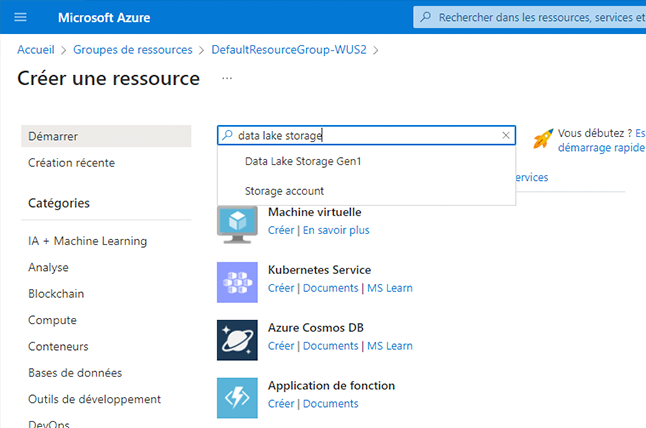 Microsoft Azure
Rechercher dans les ressources, services et
Accueil > Groupes de ressources > DefaultResourceGroup-WUS2 >
Créer une ressource ...
Démarrer
Création récente
Catégories
IA + Machine Learning
Analyse
Blockchain
Compute
Conteneurs
Bases de données
Outils de développement
DevOps
data lake storage
Data Lake Storage Gen1
Storage account
Vous débutez ? Es
démarrage rapide
ervices
Machine virtuelle
Créer | En savoir plus
Kubernetes Service
Créer | Documents | MS Learn
Azure Cosmos DB
Créer | Documents | MS Learn
Application de fonction
Créer | Documents